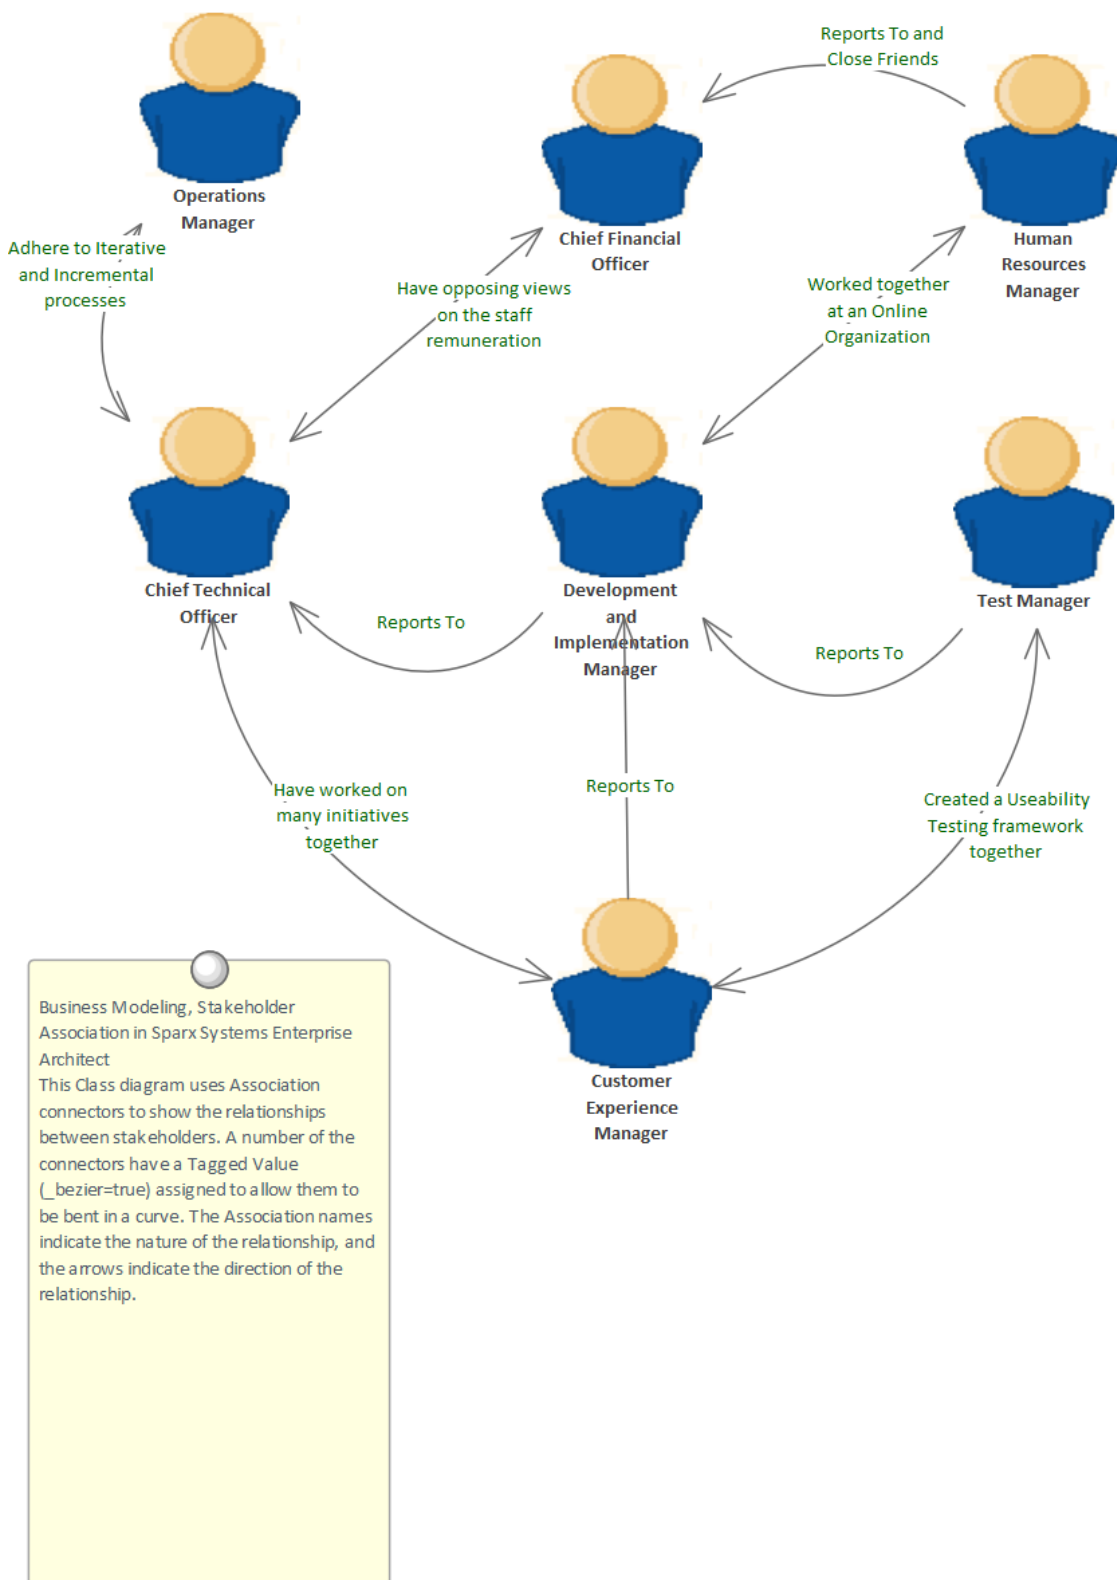 Reports To and
Close Friends
Operations
Manager
Chief Financial
Officer
Human
Resources
Manager
Adhere to Iterative
and Incremental
processes
Have opposing views
on the staff
remuneration
Worked together
at an Online
Organization
Chief Technical
Officer
Development
and
Implementation
Manager
Test Manager
Reports To
Reports To
Have worked on
many initiatives
together
Reports To
Created a Useability
Testing framework
together
Customer
Experience
Manager
Business Modeling, Stakeholder
Association in Sparx Systems Enterprise
Architect
This Class diagram uses Association
connectors to show the relationships
between stakeholders. A number of the
connectors have a Tagged Value
(_bezier=true) assigned to allow them to
be bent in a curve. The Association names
indicate the nature of the relationship, and
the arrows indicate the direction of the
relationship.